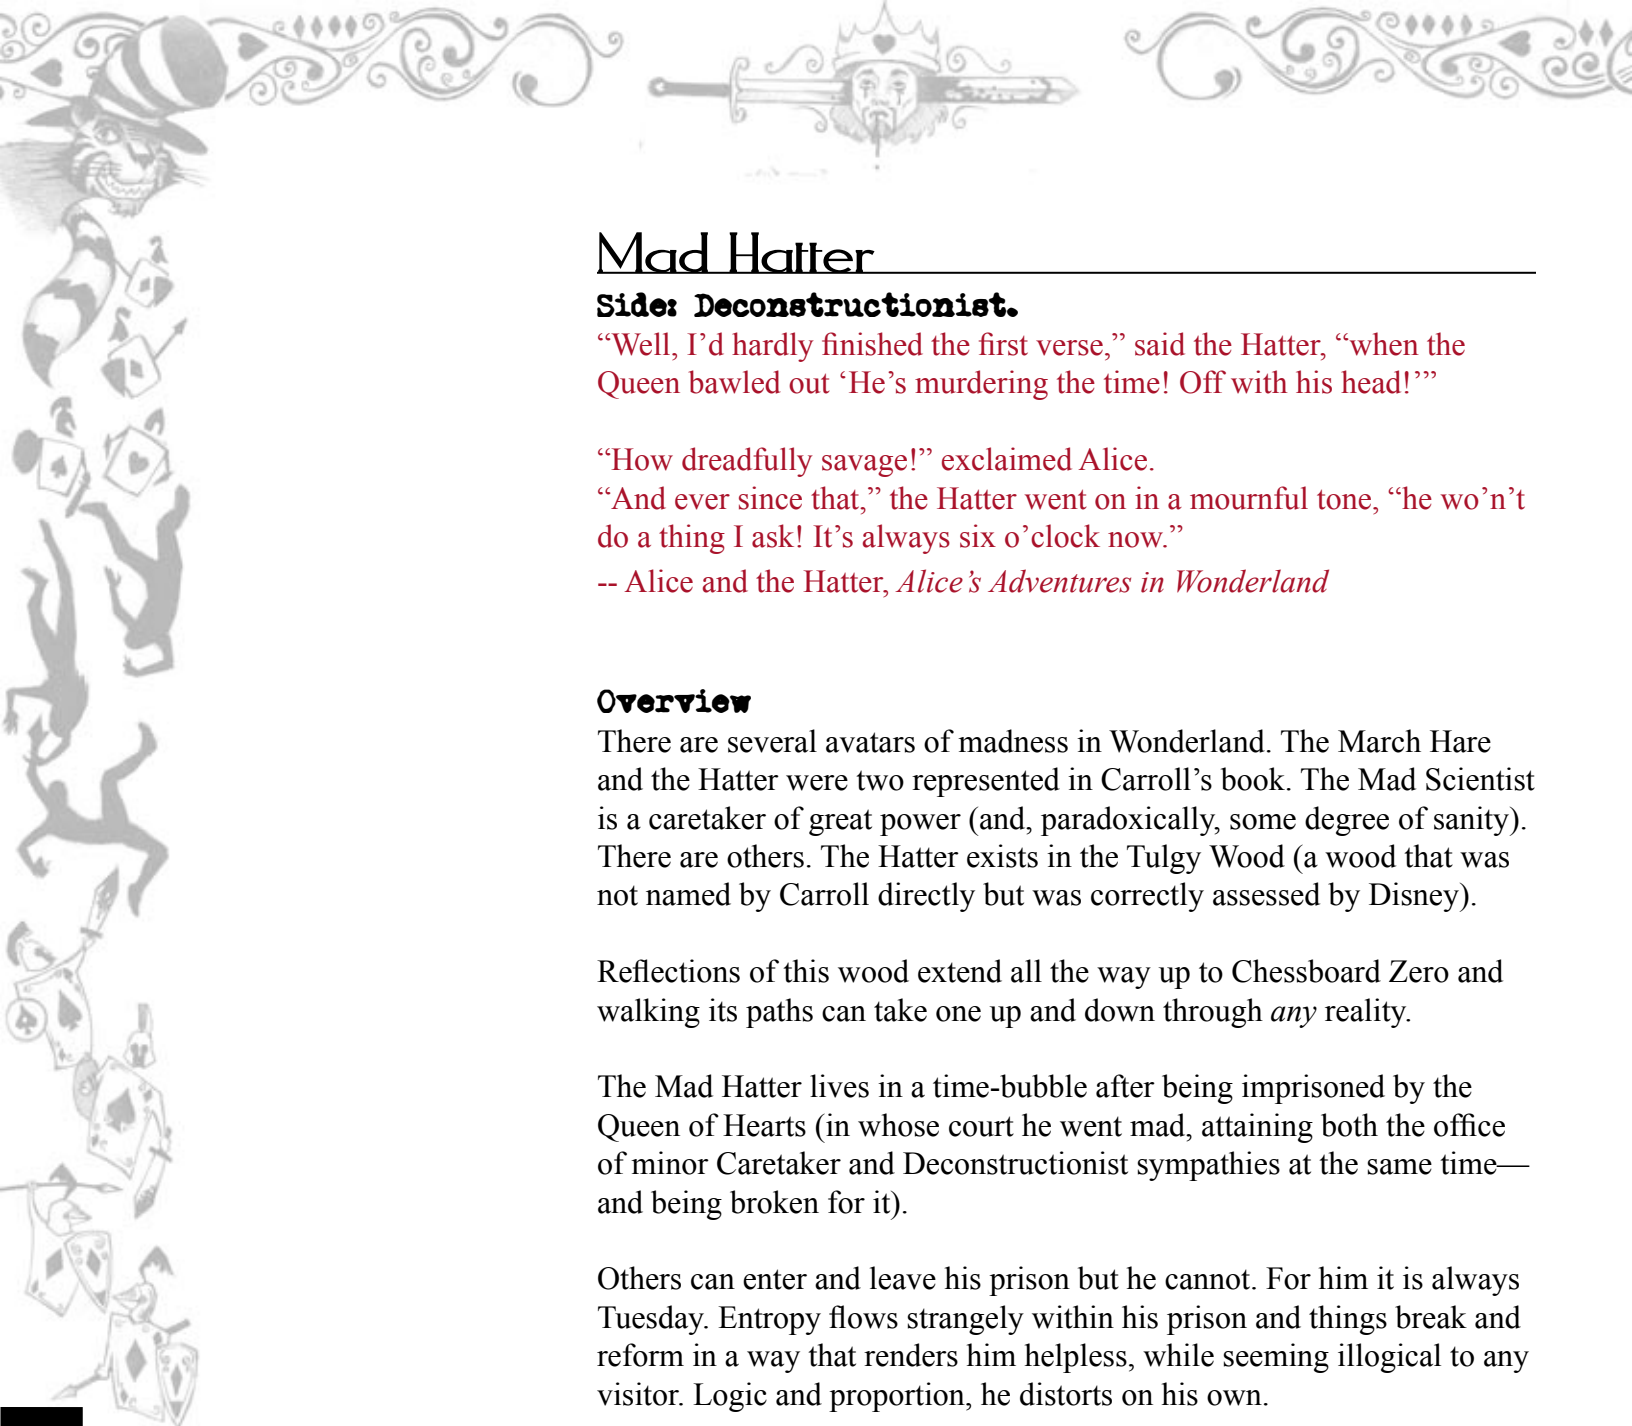 Mad Hatter
Side: Deconstructionist.
“Well, I’d hardly finished the first verse,” said the Hatter, “when the
Queen bawled out ‘He’s murdering the time! Off with his head!’”
“How dreadfully savage!” exclaimed Alice.
“And ever since that,” the Hatter went on in a mournful tone, “he wo’n’t
do a thing I ask! It’s always six o’clock now.”
-- Alice and the Hatter, Alice’s Adventures in Wonderland
Overview
There are several avatars of madness in Wonderland. The March Hare
and the Hatter were two represented in Carroll’s book. The Mad Scientist
is a caretaker of great power (and, paradoxically, some degree of sanity).
There are others. The Hatter exists in the Tulgy Wood (a wood that was
not named by Carroll directly but was correctly assessed by Disney).
Reflections of this wood extend all the way up to Chessboard Zero and
walking its paths can take one up and down through any reality.
The Mad Hatter lives in a time-bubble after being imprisoned by the
Queen of Hearts (in whose court he went mad, attaining both the office
of minor Caretaker and Deconstructionist sympathies at the same time—
and being broken for it).
Others can enter and leave his prison but he cannot. For him it is always
Tuesday. Entropy flows strangely within his prison and things break and
reform in a way that renders him helpless, while seeming illogical to any
visitor. Logic and proportion, he distorts on his own.